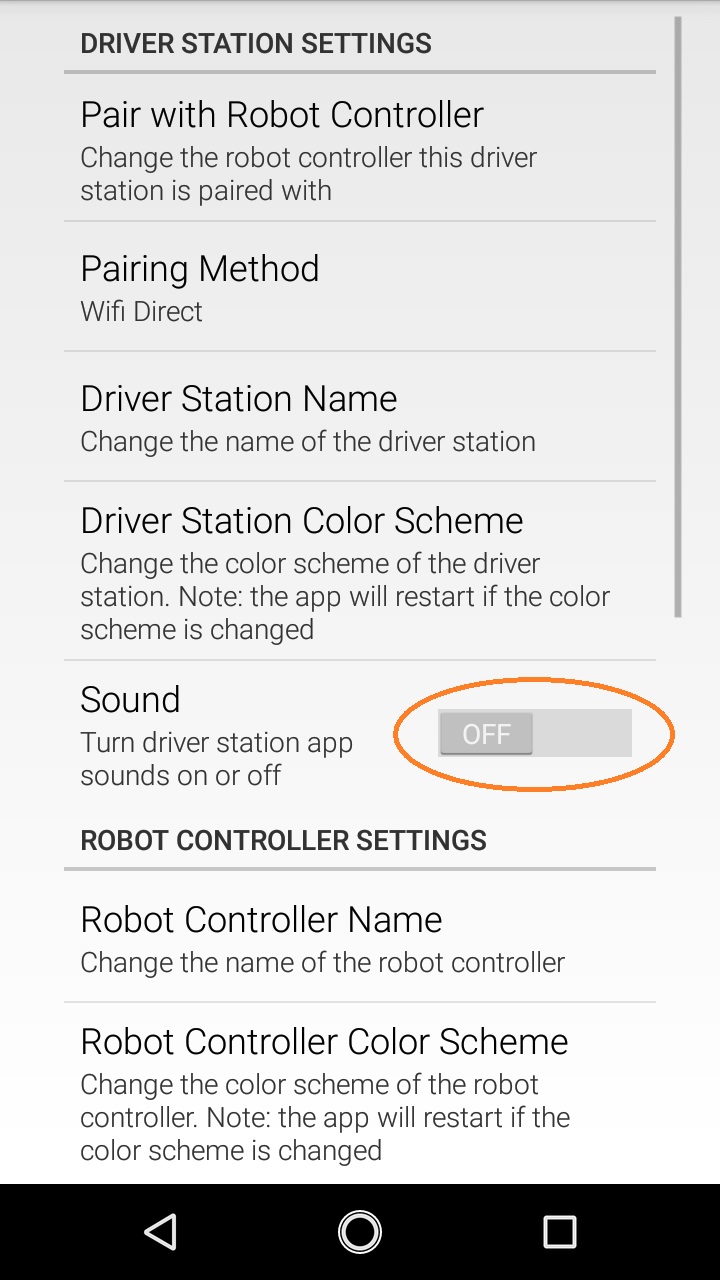 DRIVER STATION SETTINGS
Pair with Robot Controller
Change the robot controller this driver
station is paired with
Pairing Method
Wifi Direct
Driver Station Name
Change the name of the driver station
Driver Station Color Scheme
Change the color scheme of the driver
station. Note: the app will restart if the color
scheme is changed
Sound
Turn driver station app
sounds on or off
OFF
ROBOT CONTROLLER SETTINGS
Robot Controller Name
Change the name of the robot controller
Robot Controller Color Scheme
Change the color scheme of the robot
controller. Note: the app will restart if the
color scheme is changed